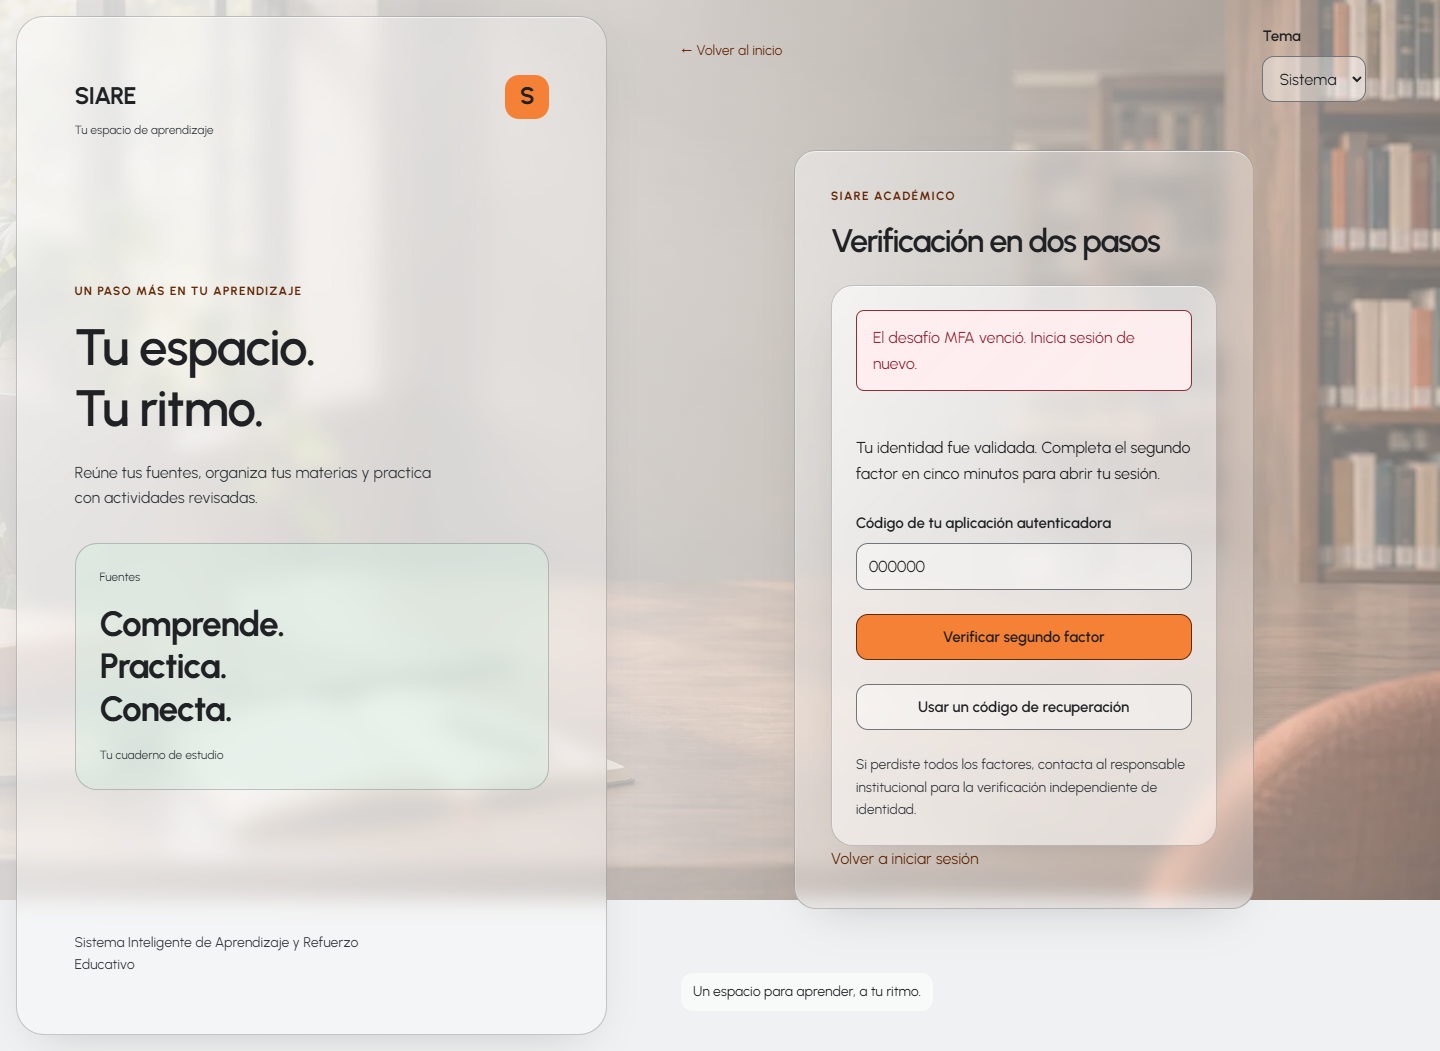 SIARE
S
Tu espacio de aprendizaje
UN PASO MÁS EN TU APRENDIZAJE
Tu espacio.
Tu ritmo.
Reúne tus fuentes, organiza tus materias y practica
con actividades revisadas.
Fuentes
Comprende.
Practica.
Conecta.
Tu cuaderno de estudio
Sistema Inteligente de Aprendizaje y Refuerzo
Educativo
← Volver al inicio
Tema
Sistema
SIARE ACADÉMICO
Verificación en dos pasos
El desafío MFA venció. Inicia sesión de
nuevo.
Tu identidad fue validada. Completa el segundo
factor en cinco minutos para abrir tu sesión.
Código de tu aplicación autenticadora
000000
Verificar segundo factor
Usar un código de recuperación
Si perdiste todos los factores, contacta al responsable
institucional para la verificación independiente de
identidad.
Volver a iniciar sesión
Un espacio para aprender, a tu ritmo.